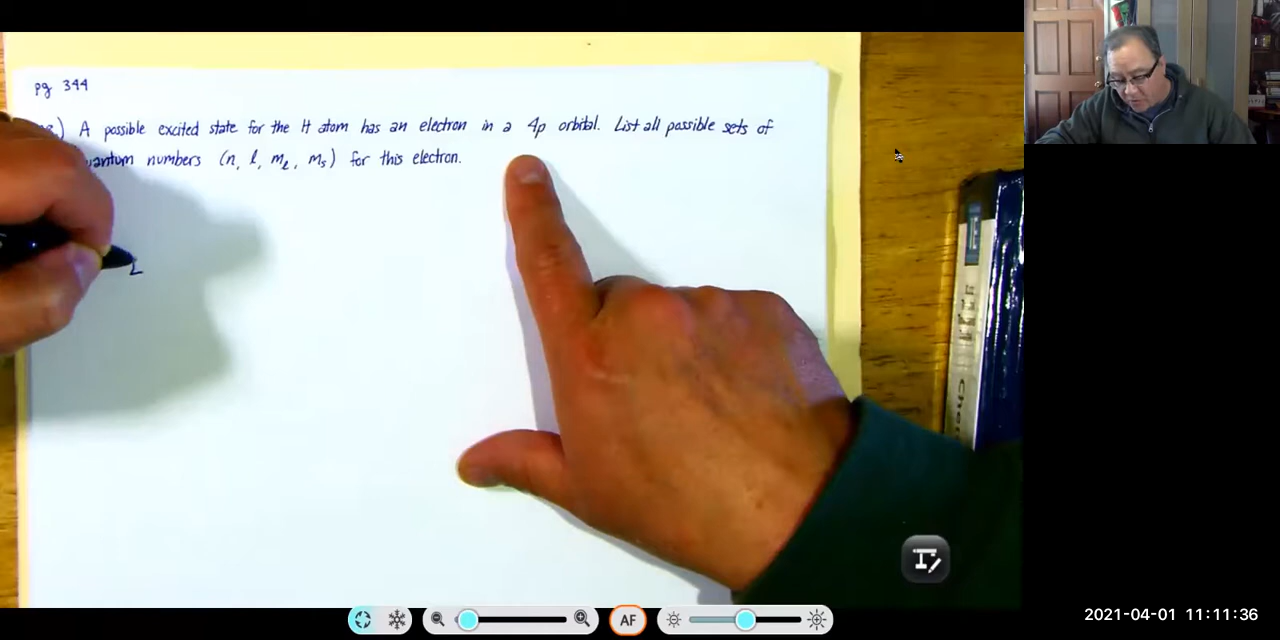 pg 344
A possible excited state for the H atom has an electron in a 4p orbital. List all possible sets of
quantum numbers (n, l, mℓ, ms) for this electron.
AF
2021-04-01 11:11:36